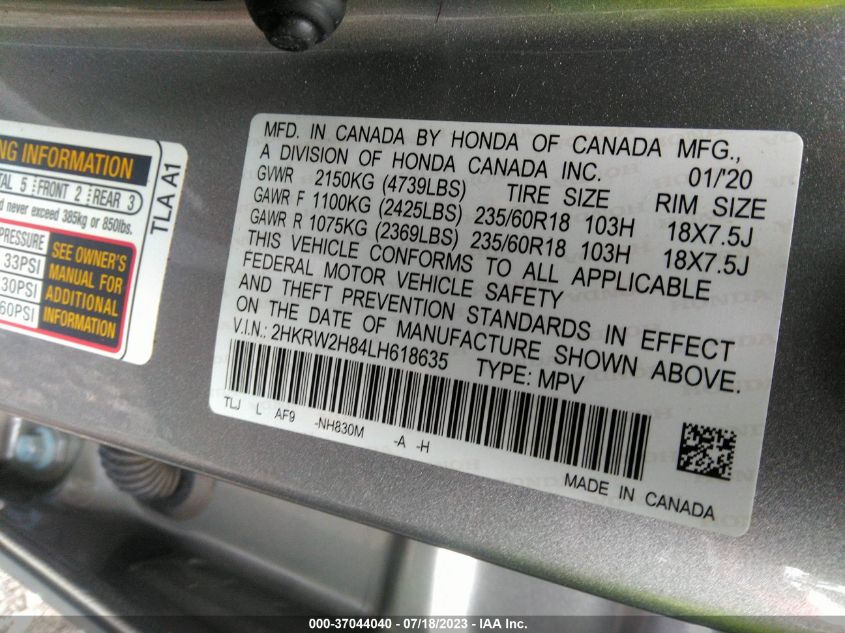 NG INFORMATION
TAL 5 FRONT 2 REAR 3
never exceed 385kg or 850lbs.
PRESSURE
33PSI
30PSI
60PSI
SEE OWNER'S
MANUAL FOR
ADDITIONAL
INFORMATION
TLA A1
MFD. IN CANADA BY HONDA OF CANADA MFG.,
A DIVISION OF HONDA CANADA INC. 01/'20
GVWR 2150KG (4739LBS) TIRE SIZE RIM SIZE
GAWR F 1100KG (2425LBS) 235/60R18 103H 18X7.5J
GAWR R 1075KG (2369LBS) 235/60R18 103H 18X7.5J
THIS VEHICLE CONFORMS TO ALL APPLICABLE
FEDERAL MOTOR VEHICLE SAFETY
AND THEFT PREVENTION STANDARDS IN EFFECT
ON THE DATE OF MANUFACTURE SHOWN ABOVE.
V.I.N.: 2HKRW2H84LH618635 TYPE: MPV
TLJ L AF9 -NH830M -A -H
MADE IN CANADA
000-37044040 / 07/18/2023 - IAA Inc.